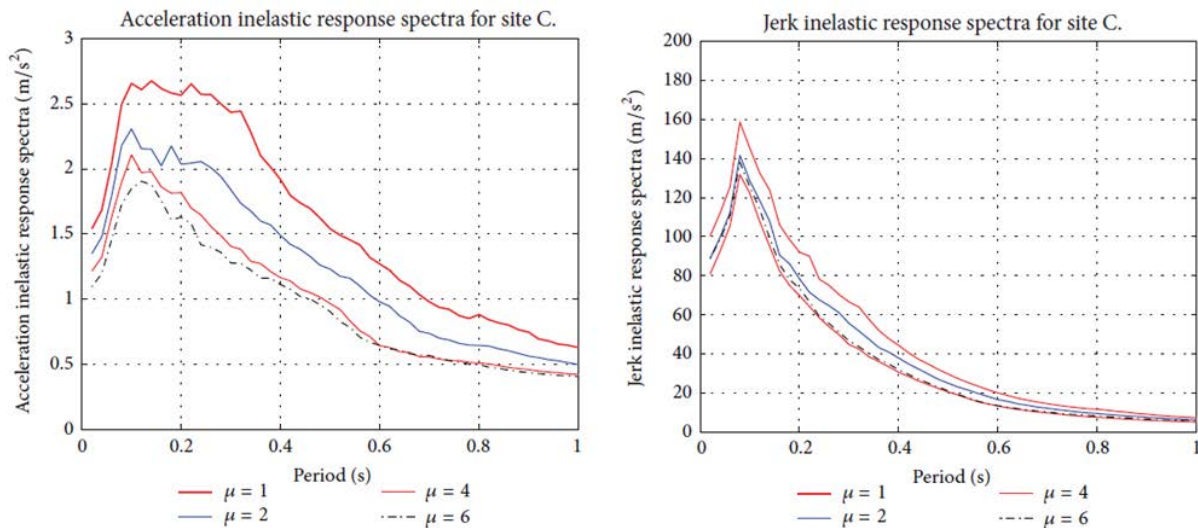 Acceleration inelastic response spectra for site C.
3
2.5
2
1.5
1
0.5
0
0 0.2 0.4 0.6 0.8 1
Acceleration inelastic response spectra (m/s²)
Period (s)
μ = 1 μ = 4
μ = 2 μ = 6
Jerk inelastic response spectra for site C.
200
180
160
140
120
100
80
60
40
20
0
0 0.2 0.4 0.6 0.8 1
Jerk inelastic response spectra (m/s²)
Period (s)
μ = 1 μ = 4
μ = 2 μ = 6